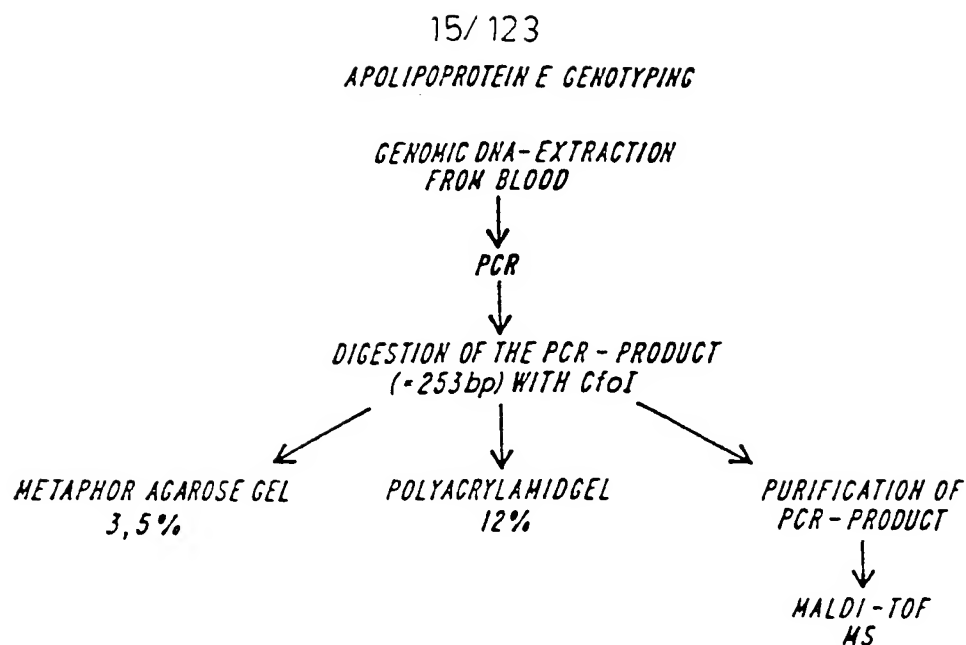 15/123
APOLIPOPROTEIN E GENOTYPING
GENOMIC DNA-EXTRACTION
FROM BLOOD
PCR
DIGESTION OF THE PCR-PRODUCT
(=253bp) WITH CfoI
METAPHOR AGAROSE GEL
3,5%
POLYACRYLAMIDGEL
12%
PURIFICATION OF
PCR-PRODUCT
MALDI-TOF
MS